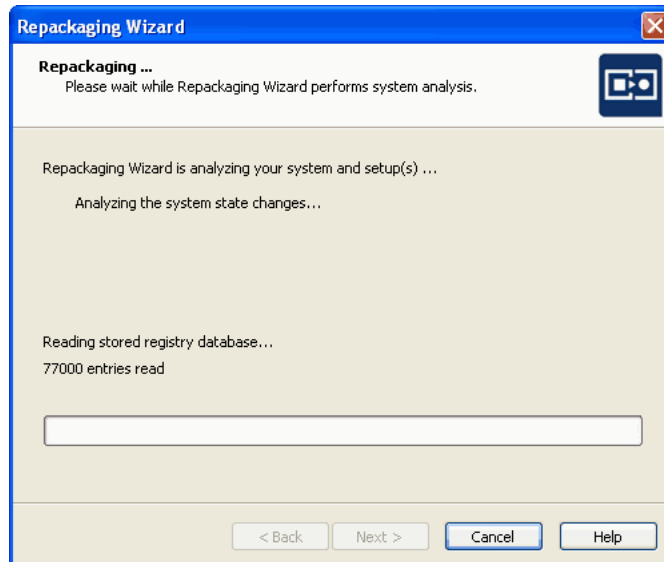 Repackaging Wizard
Repackaging ...
Please wait while Repackaging Wizard performs system analysis.
Repackaging Wizard is analyzing your system and setup(s) ...
Analyzing the system state changes...
Reading stored registry database...
77000 entries read
< Back Next > Cancel Help